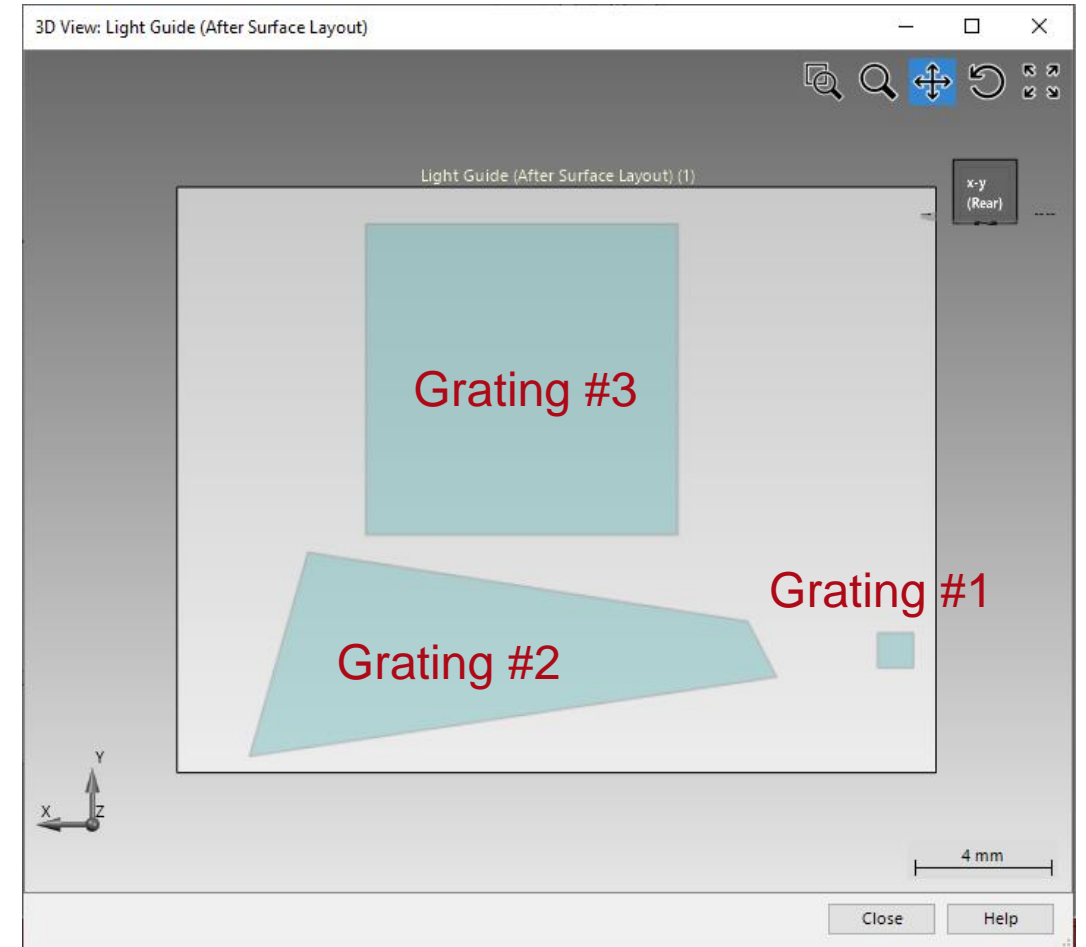 3D View: Light Guide (After Surface Layout)
Light Guide (After Surface Layout) (1)
x-y
(Rear)
Grating #3
Grating #1
Grating #2
Y
X
Z
4 mm
Close
Help